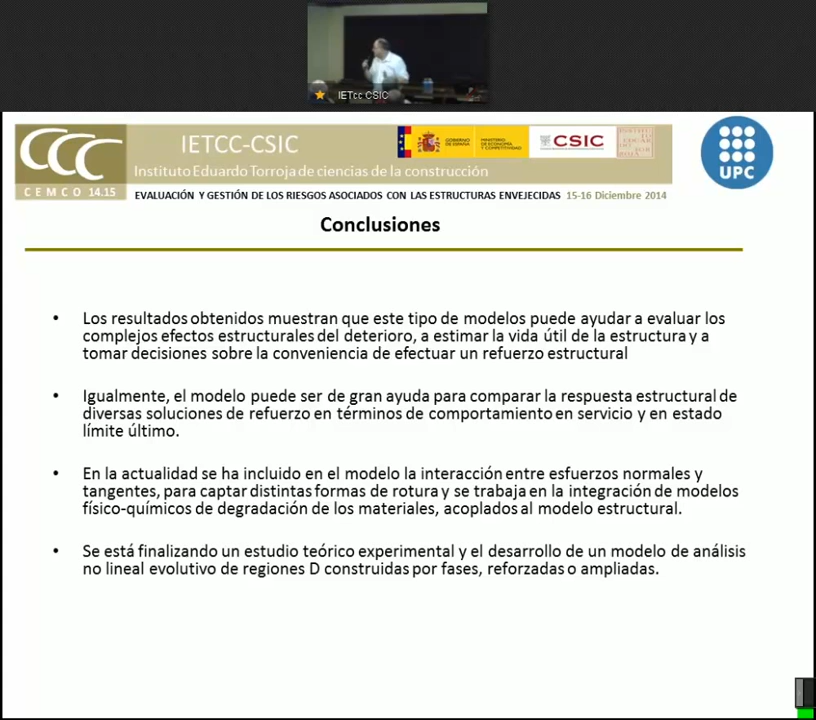 IETcc CSIC
CCC
CEMCO 14.15
IETCC-CSIC
Instituto Eduardo Torroja de ciencias de la construcción
GOBIERNO DE ESPAÑA
MINISTERIO DE ECONOMÍA Y COMPETITIVIDAD
CSIC
UPC
EVALUACIÓN Y GESTIÓN DE LOS RIESGOS ASOCIADOS CON LAS ESTRUCTURAS ENVEJECIDAS 15-16 Diciembre 2014
Conclusiones
• Los resultados obtenidos muestran que este tipo de modelos puede ayudar a evaluar los
complejos efectos estructurales del deterioro, a estimar la vida útil de la estructura y a
tomar decisiones sobre la conveniencia de efectuar un refuerzo estructural
• Igualmente, el modelo puede ser de gran ayuda para comparar la respuesta estructural de
diversas soluciones de refuerzo en términos de comportamiento en servicio y en estado
límite último.
• En la actualidad se ha incluido en el modelo la interacción entre esfuerzos normales y
tangentes, para captar distintas formas de rotura y se trabaja en la integración de modelos
físico-químicos de degradación de los materiales, acoplados al modelo estructural.
• Se está finalizando un estudio teórico experimental y el desarrollo de un modelo de análisis
no lineal evolutivo de regiones D construidas por fases, reforzadas o ampliadas.